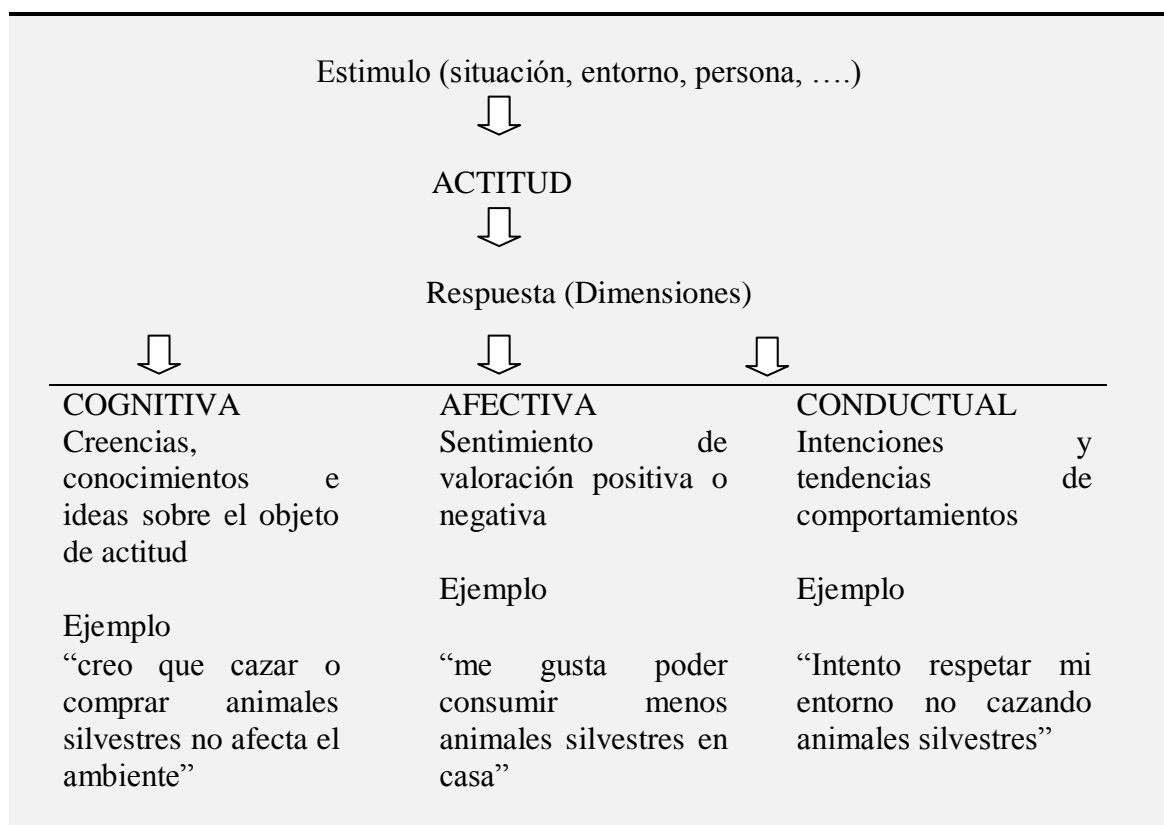 Estimulo (situación, entorno, persona, ….)
ACTITUD
Respuesta (Dimensiones)
COGNITIVA
Creencias,
conocimientos e
ideas sobre el objeto
de actitud
Ejemplo
“creo que cazar o
comprar animales
silvestres no afecta el
ambiente”
AFECTIVA
Sentimiento de
valoración positiva o
negativa
Ejemplo
“me gusta poder
consumir menos
animales silvestres en
casa”
CONDUCTUAL
Intenciones y
tendencias de
comportamientos
Ejemplo
“Intento respetar mi
entorno no cazando
animales silvestres”